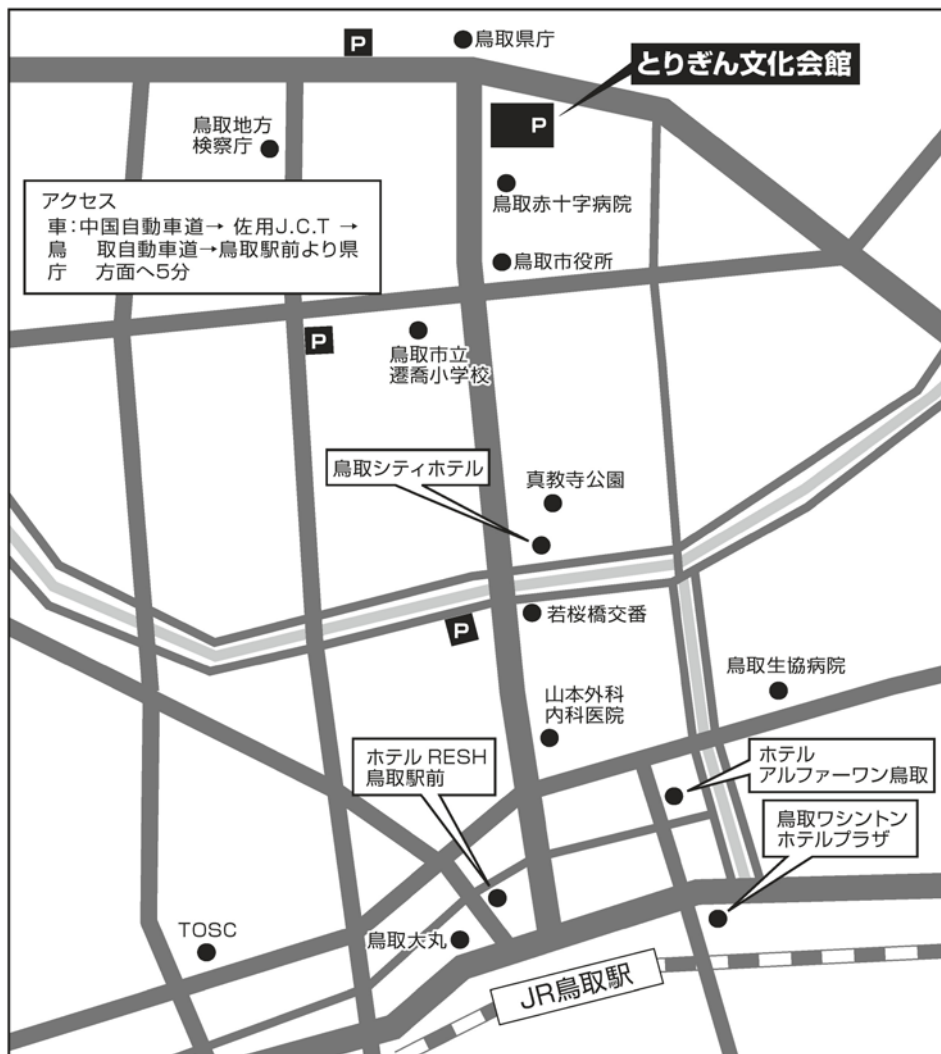 P
鳥取県庁
とりぎん文化会館
P
鳥取地方
検察庁
鳥取赤十字病院
アクセス
車:中国自動車道→ 佐用J.C.T →
鳥　取自動車道→鳥取駅前より県
庁　方面へ5分
鳥取市役所
P
鳥取市立
遷喬小学校
鳥取シティホテル
真教寺公園
若桜橋交番
P
鳥取生協病院
山本外科
内科医院
ホテル RESH
鳥取駅前
ホテル
アルファーワン鳥取
鳥取ワシントン
ホテルプラザ
TOSC
鳥取大丸
JR鳥取駅